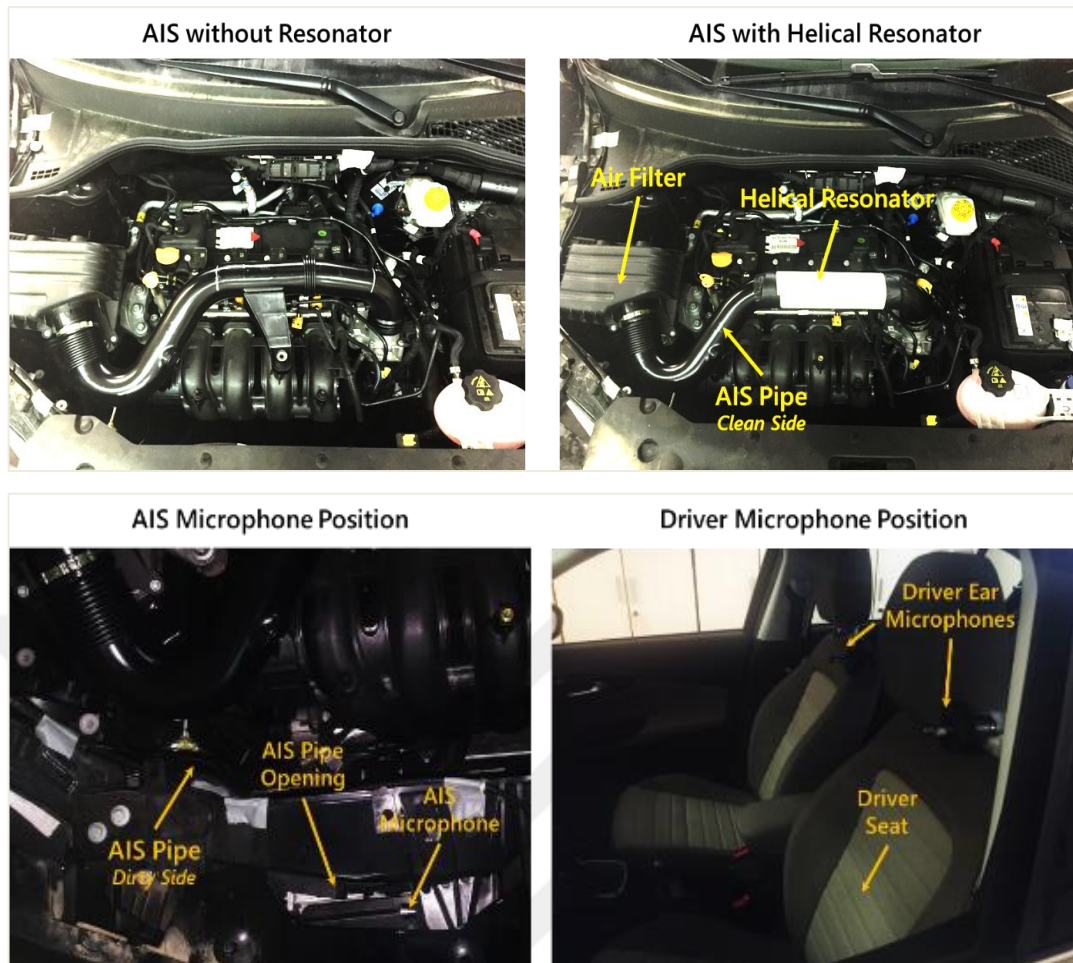 AIS without Resonator
AIS with Helical Resonator
Air Filter
Helical Resonator
AIS Pipe
Clean Side
AIS Microphone Position
Driver Microphone Position
Driver Ear
Microphones
AIS Pipe
Opening
AIS
Microphone
Driver
Seat
AIS Pipe
Dirty Side